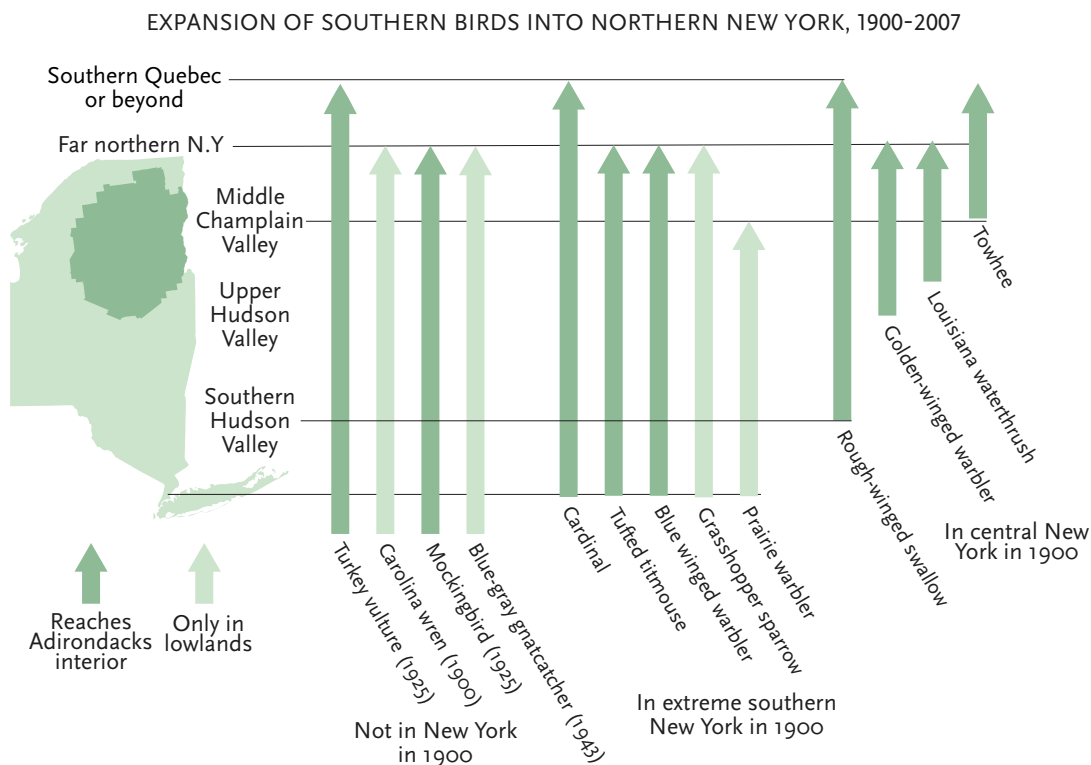 EXPANSION OF SOUTHERN BIRDS INTO NORTHERN NEW YORK, 1900-2007
Southern Quebec
or beyond
Far northern N.Y
Middle
Champlain
Valley
Upper
Hudson
Valley
Southern
Hudson
Valley
Reaches
Adirondacks
interior
Only in
lowlands
Turkey vulture (1925)
Carolina wren (1900)
Mockingbird (1925)
Blue-gray gnatcatcher (1943)
Not in New York
in 1900
Cardinal
Tufted titmouse
Blue winged warbler
Grasshopper sparrow
Prairie warbler
In extreme southern
New York in 1900
Rough-winged swallow
Golden-winged warbler
Louisiana waterthrush
Towhee
In central New
York in 1900